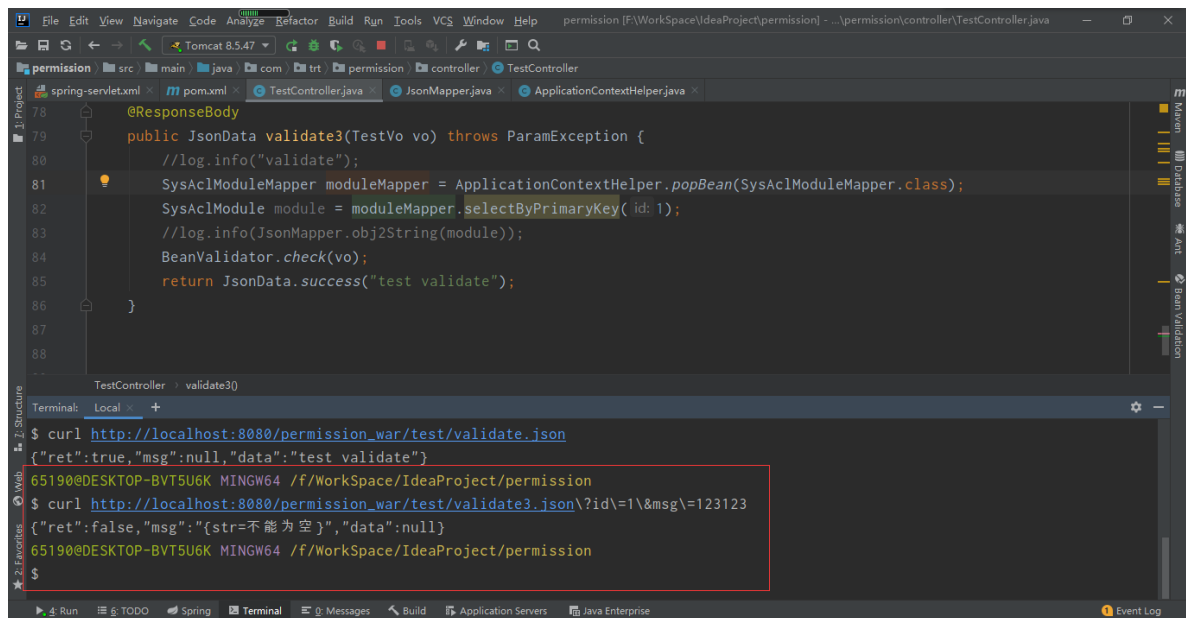 File Edit View Navigate Code Analyze Refactor Build Run Tools VCS Window Help permission [F:\WorkSpace\IdeaProject\permission] - ...\permission\controller\TestController.java
Tomcat 8.5.47
permission src main java com trt permission controller TestController
spring-servlet.xml pom.xml TestController.java JsonMapper.java ApplicationContextHelper.java
1: Project
78 @ResponseBody
79 public JsonData validate3(TestVo vo) throws ParamException {
80 //log.info("validate");
81 SysAclModuleMapper moduleMapper = ApplicationContextHelper.popBean(SysAclModuleMapper.class);
82 SysAclModule module = moduleMapper.selectByPrimaryKey( id: 1);
83 //log.info(JsonMapper.obj2String(module));
84 BeanValidator.check(vo);
85 return JsonData.success("test validate");
86 }
87
88
TestController validate3()
Maven
Database
Ant
Bean Validation
Z: Structure
Web
2: Favorites
Terminal: Local +
$ curl http://localhost:8080/permission_war/test/validate.json
{"ret":true,"msg":null,"data":"test validate"}
65190@DESKTOP-BVT5U6K MINGW64 /f/WorkSpace/IdeaProject/permission
$ curl http://localhost:8080/permission_war/test/validate3.json\?id\=1\&msg\=123123
{"ret":false,"msg":"{str=不能为空}","data":null}
65190@DESKTOP-BVT5U6K MINGW64 /f/WorkSpace/IdeaProject/permission
$
4: Run 6: TODO Spring Terminal 0: Messages Build Application Servers Java Enterprise 1 Event Log